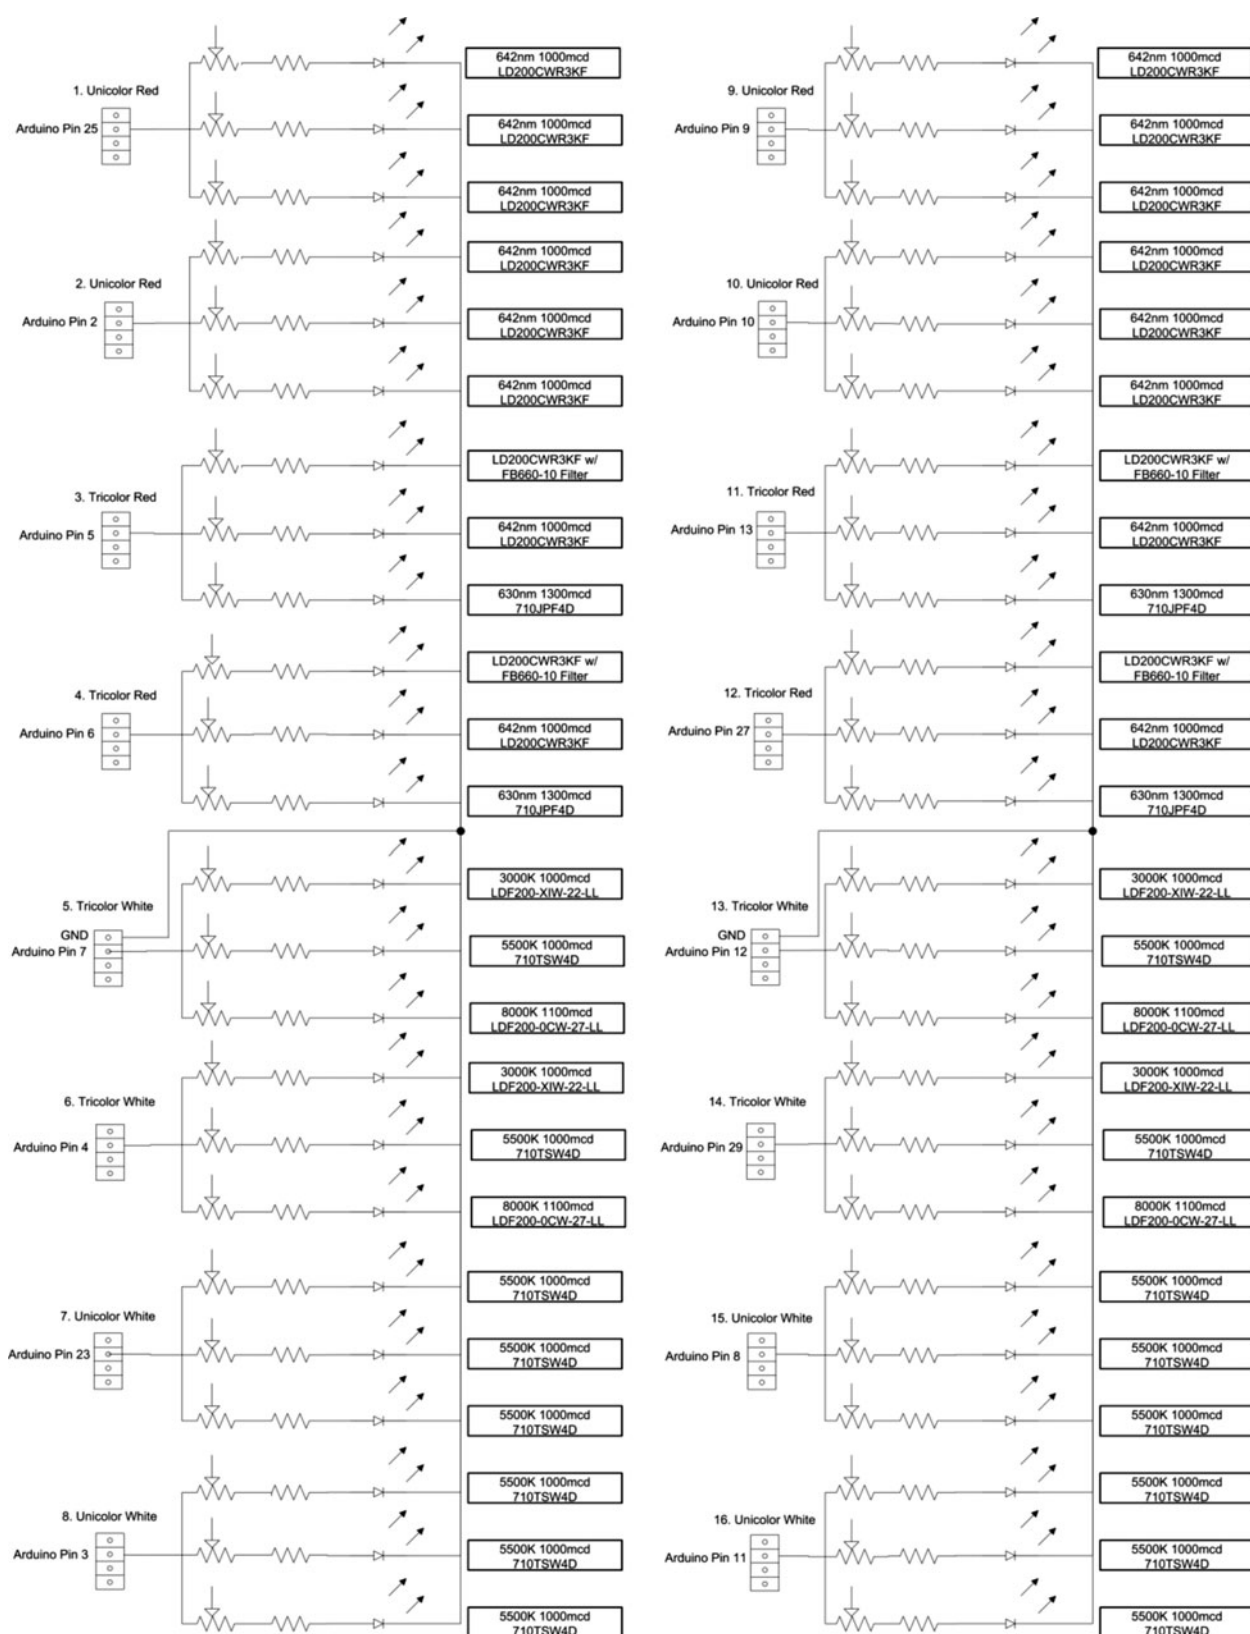 642nm 1000mcd
LD200CWR3KF
1. Unicolor Red
Arduino Pin 25
642nm 1000mcd
LD200CWR3KF
642nm 1000mcd
LD200CWR3KF
642nm 1000mcd
LD200CWR3KF
2. Unicolor Red
Arduino Pin 2
642nm 1000mcd
LD200CWR3KF
642nm 1000mcd
LD200CWR3KF
LD200CWR3KF w/
FB660-10 Filter
3. Tricolor Red
Arduino Pin 5
642nm 1000mcd
LD200CWR3KF
630nm 1300mcd
710JPF4D
LD200CWR3KF w/
FB660-10 Filter
4. Tricolor Red
Arduino Pin 6
642nm 1000mcd
LD200CWR3KF
630nm 1300mcd
710JPF4D
3000K 1000mcd
LDF200-XIW-22-LL
5. Tricolor White
GND
Arduino Pin 7
5500K 1000mcd
710TSW4D
8000K 1100mcd
LDF200-0CW-27-LL
3000K 1000mcd
LDF200-XIW-22-LL
6. Tricolor White
Arduino Pin 4
5500K 1000mcd
710TSW4D
8000K 1100mcd
LDF200-0CW-27-LL
5500K 1000mcd
710TSW4D
7. Unicolor White
Arduino Pin 23
5500K 1000mcd
710TSW4D
5500K 1000mcd
710TSW4D
5500K 1000mcd
710TSW4D
8. Unicolor White
Arduino Pin 3
5500K 1000mcd
710TSW4D
5500K 1000mcd
710TSW4D
642nm 1000mcd
LD200CWR3KF
9. Unicolor Red
Arduino Pin 9
642nm 1000mcd
LD200CWR3KF
642nm 1000mcd
LD200CWR3KF
642nm 1000mcd
LD200CWR3KF
10. Unicolor Red
Arduino Pin 10
642nm 1000mcd
LD200CWR3KF
642nm 1000mcd
LD200CWR3KF
LD200CWR3KF w/
FB660-10 Filter
11. Tricolor Red
Arduino Pin 13
642nm 1000mcd
LD200CWR3KF
630nm 1300mcd
710JPF4D
LD200CWR3KF w/
FB660-10 Filter
12. Tricolor Red
Arduino Pin 27
642nm 1000mcd
LD200CWR3KF
630nm 1300mcd
710JPF4D
3000K 1000mcd
LDF200-XIW-22-LL
13. Tricolor White
GND
Arduino Pin 12
5500K 1000mcd
710TSW4D
8000K 1100mcd
LDF200-0CW-27-LL
3000K 1000mcd
LDF200-XIW-22-LL
14. Tricolor White
Arduino Pin 29
5500K 1000mcd
710TSW4D
8000K 1100mcd
LDF200-0CW-27-LL
5500K 1000mcd
710TSW4D
15. Unicolor White
Arduino Pin 8
5500K 1000mcd
710TSW4D
5500K 1000mcd
710TSW4D
5500K 1000mcd
710TSW4D
16. Unicolor White
Arduino Pin 11
5500K 1000mcd
710TSW4D
5500K 1000mcd
710TSW4D